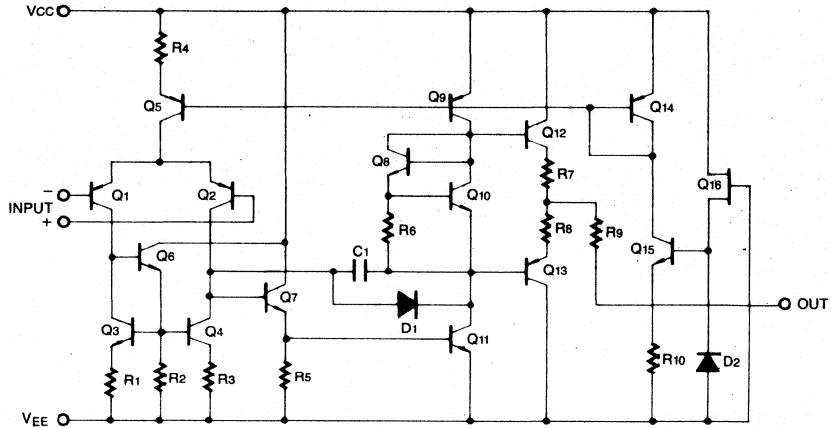 VCC
R4
Q5
Q9
Q14
Q12
Q8
Q10
R7
Q16
−
Q1
Q2
INPUT
+
R6
R8
R9
Q15
Q6
C1
Q13
Q7
OUT
Q3
Q4
D1
Q11
R1
R2
R3
R5
R10
D2
VEE